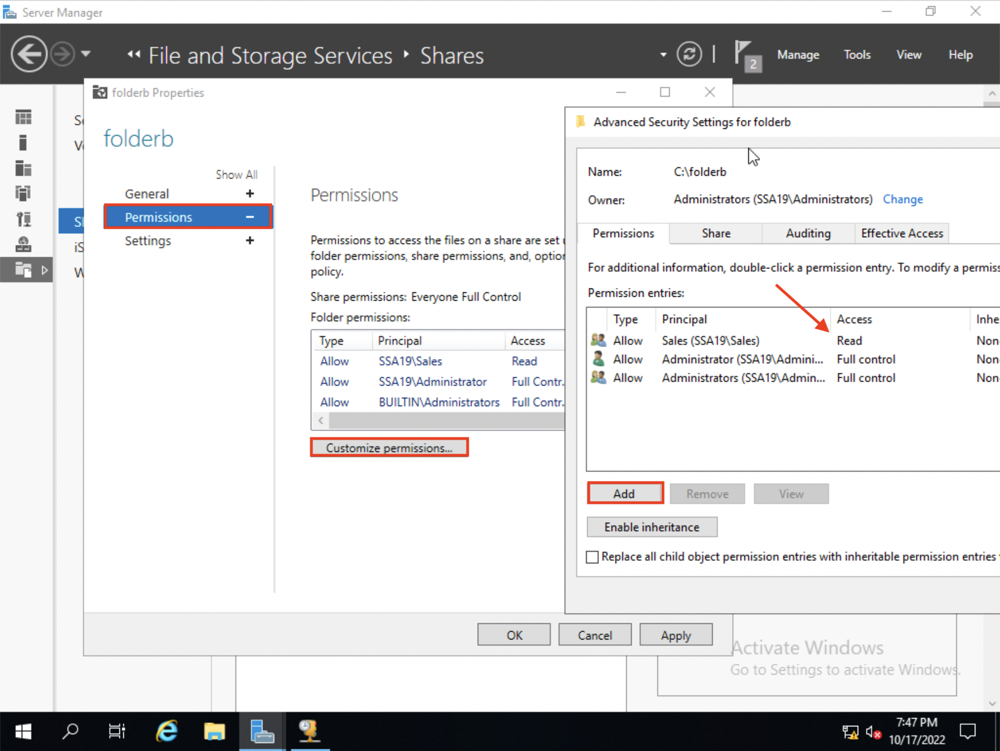 Server Manager
File and Storage Services
Shares
2
Manage
Tools
View
Help
folderb Properties
folderb
Show All
General
Permissions
Settings
Permissions
Permissions to access the files on a share are set
folder permissions, share permissions, and, option
policy.
Share permissions: Everyone Full Control
Folder permissions:
Type Principal Access
Allow SSA19\Sales Read
Allow SSA19\Administrator Full Contr...
Allow BUILTIN\Administrators Full Contr...
Customize permissions...
OK
Cancel
Apply
Advanced Security Settings for folderb
Name: C:\folderb
Owner: Administrators (SSA19\Administrators) Change
Permissions Share Auditing Effective Access
For additional information, double-click a permission entry. To modify a permiss
Permission entries:
Type Principal Access Inhe
Allow Sales (SSA19\Sales) Read Non
Allow Administrator (SSA19\Admini... Full control Non
Allow Administrators (SSA19\Admin... Full control Non
Add
Remove
View
Enable inheritance
Replace all child object permission entries with inheritable permission entries
Activate Windows
Go to Settings to activate Windows.
7:47 PM
10/17/2022